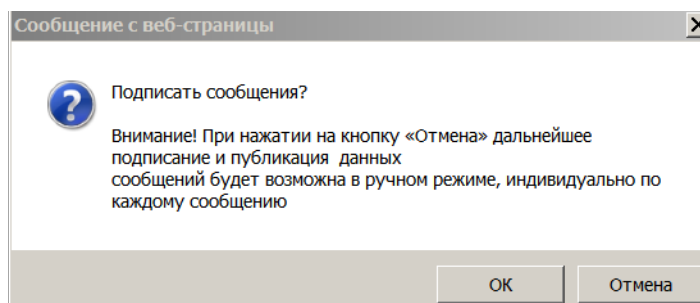 Сообщение с веб-страницы
Подписать сообщения?
Внимание! При нажатии на кнопку «Отмена» дальнейшее
подписание и публикация данных
сообщений будет возможна в ручном режиме, индивидуально по
каждому сообщению
ОК
Отмена